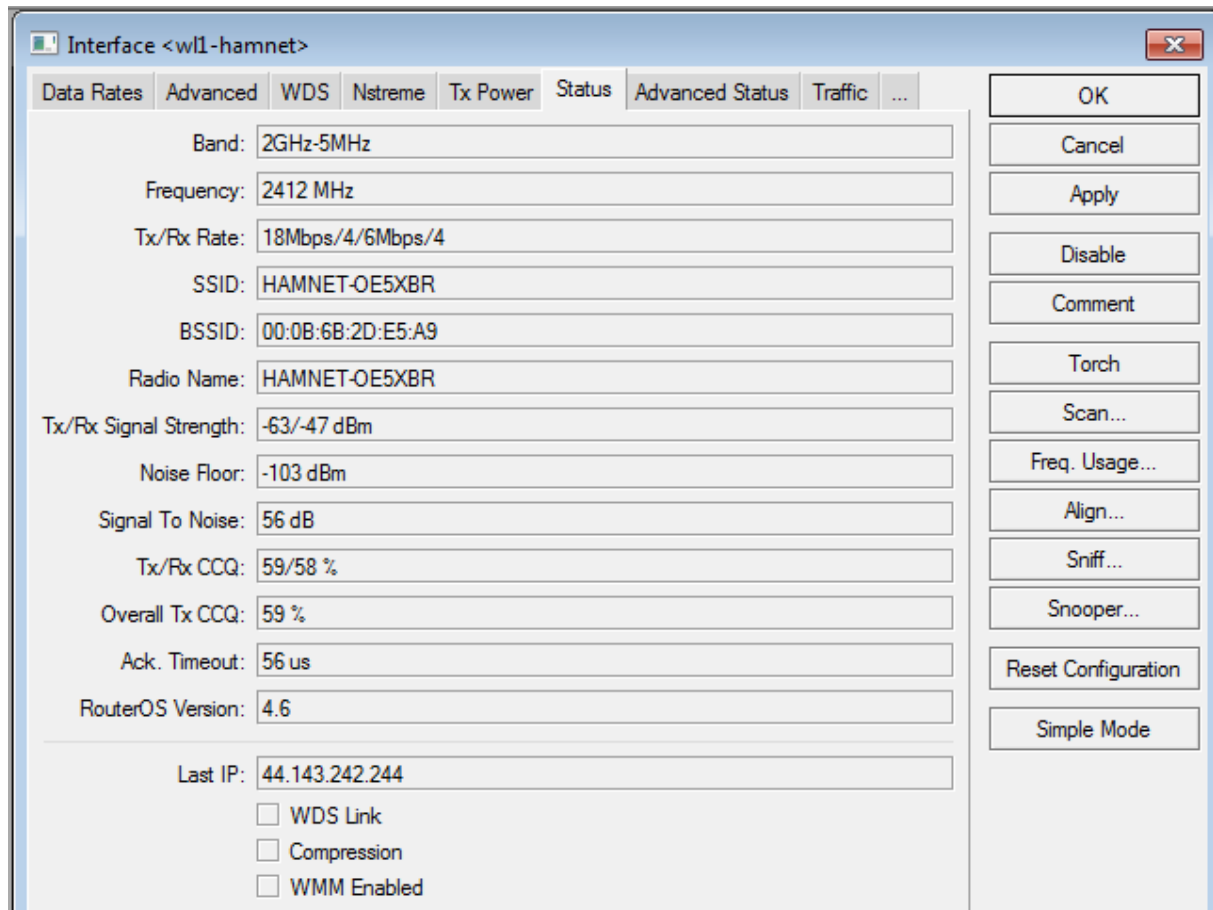 Interface <wl1-hamnet>
Data Rates Advanced WDS Nstreme Tx Power Status Advanced Status Traffic ...
Band: 2GHz-5MHz
Frequency: 2412 MHz
Tx/Rx Rate: 18Mbps/4/6Mbps/4
SSID: HAMNET-OE5XBR
BSSID: 00:0B:6B:2D:E5:A9
Radio Name: HAMNET-OE5XBR
Tx/Rx Signal Strength: -63/-47 dBm
Noise Floor: -103 dBm
Signal To Noise: 56 dB
Tx/Rx CCQ: 59/58 %
Overall Tx CCQ: 59 %
Ack. Timeout: 56 us
RouterOS Version: 4.6
Last IP: 44.143.242.244
WDS Link
Compression
WMM Enabled
OK
Cancel
Apply
Disable
Comment
Torch
Scan...
Freq. Usage...
Align...
Sniff...
Snooper...
Reset Configuration
Simple Mode